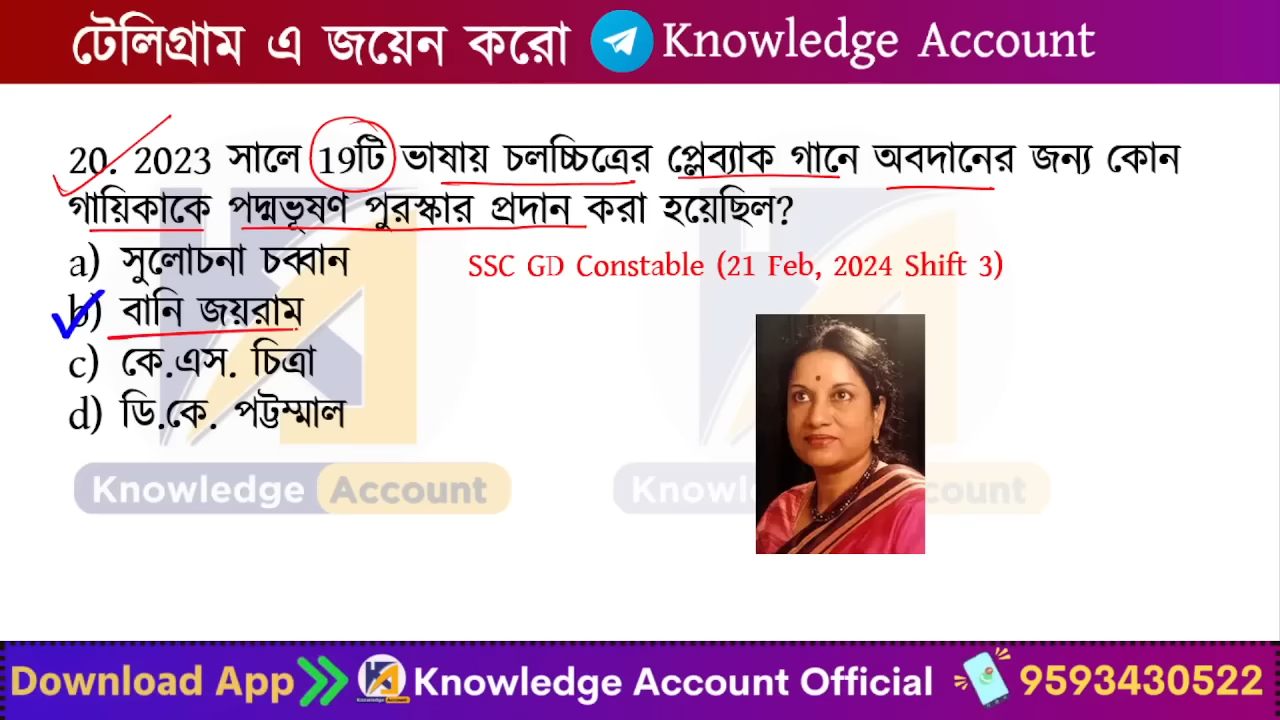 টেলিগ্রাম এ জয়েন করো Knowledge Account
20. 2023 সালে 19টি ভাষায় চলচ্চিত্রের প্লেব্যাক গানে অবদানের জন্য কোন
গায়িকাকে পদ্মভূষণ পুরস্কার প্রদান করা হয়েছিল?
a) সুলোচনা চব্বান
SSC GD Constable (21 Feb, 2024 Shift 3)
b) বানি জয়রাম
c) কে.এস. চিত্রা
d) ডি.কে. পট্টম্মাল
Knowledge Account
Knowledge Account
Download App Knowledge Account Official 9593430522